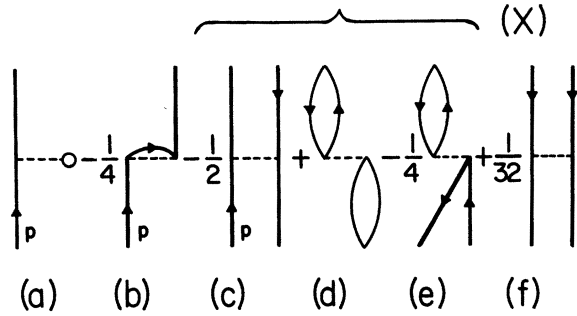 (X)
- 1/4 - 1/2 + - 1/4 + 1/32
p p p
(a) (b) (c) (d) (e) (f)